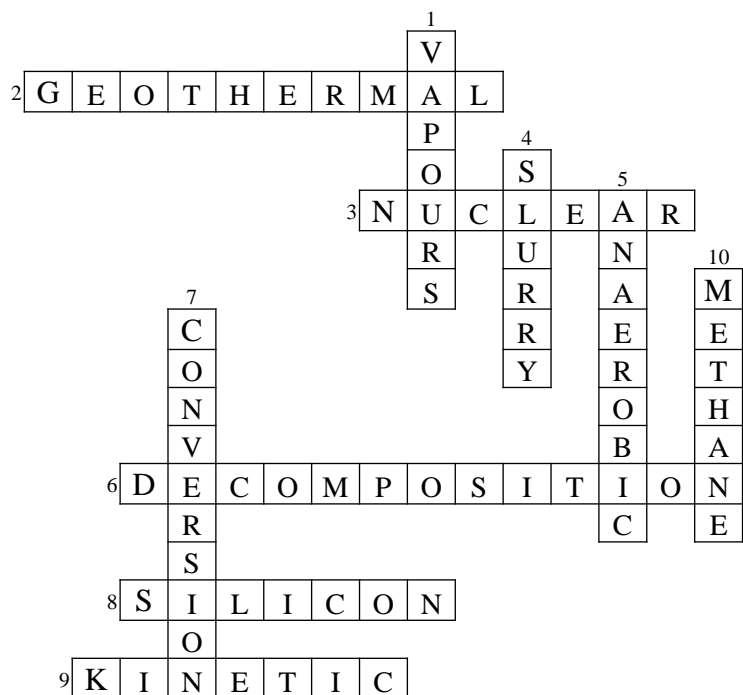 1
V
2 G E O T H E R M A L
P
4
O S 5
3 N U C L E A R
R U N 10
7 S R A M
C R E E
O Y R T
N O H
V B A
6 D E C O M P O S I T I O N
R C E
S
8 S I L I C O N
O
9 K I N E T I C